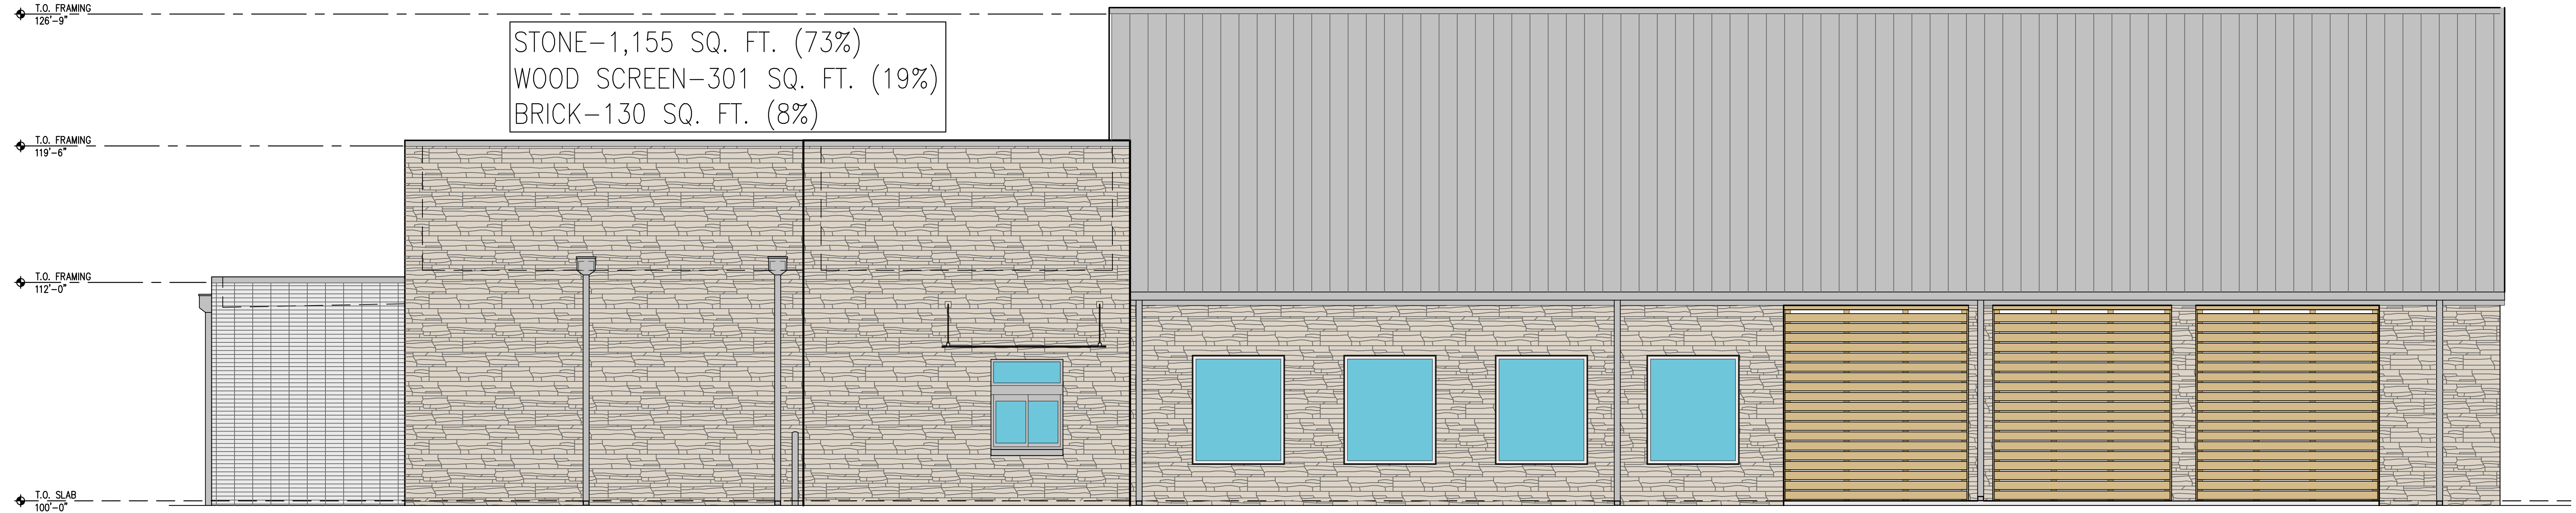 T.O. FRAMING
126'-9"
STONE-1,155 SQ. FT. (73%)
WOOD SCREEN-301 SQ. FT. (19%)
BRICK-130 SQ. FT. (8%)
T.O. FRAMING
119'-6"
T.O. FRAMING
112'-0"
T.O. SLAB
100'-0"